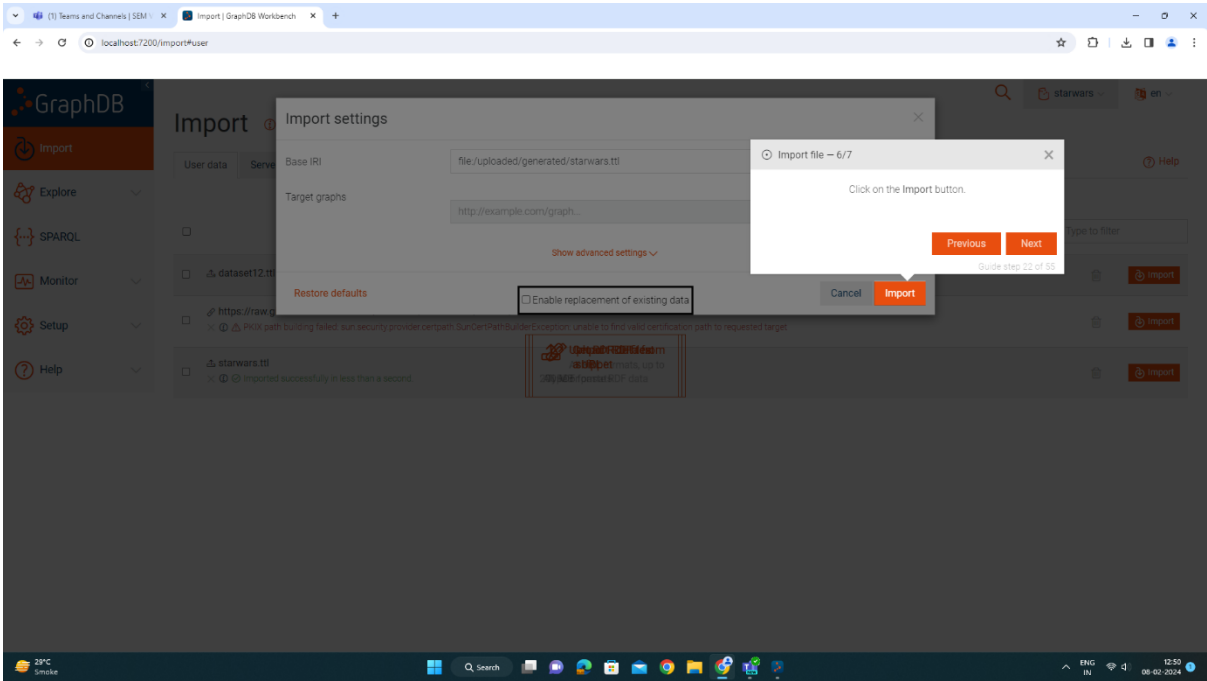 (1) Teams and Channels | SEM
Import | GraphDB Workbench
localhost:7200/import#user
GraphDB
starwars
en
Import
Import
Import settings
Import file — 6/7
User data Serve
Base IRI
file:/uploaded/generated/starwars.ttl
Help
Click on the Import button.
Explore
Target graphs
http://example.com/graph...
SPARQL
Type to filter
Previous Next
Show advanced settings
Guide step 22 of 55
dataset12.ttl
Import
Monitor
Restore defaults
Enable replacement of existing data
Cancel Import
https://raw.g
Import
Setup
PKIX path building failed: sun.security.provider.certpath.SunCertPathBuilderException: unable to find valid certification path to requested target
starwars.ttl
Import
Help
Imported successfully in less than a second.
29°C
Smoke
Search
ENG
IN
12:50
06-02-2024